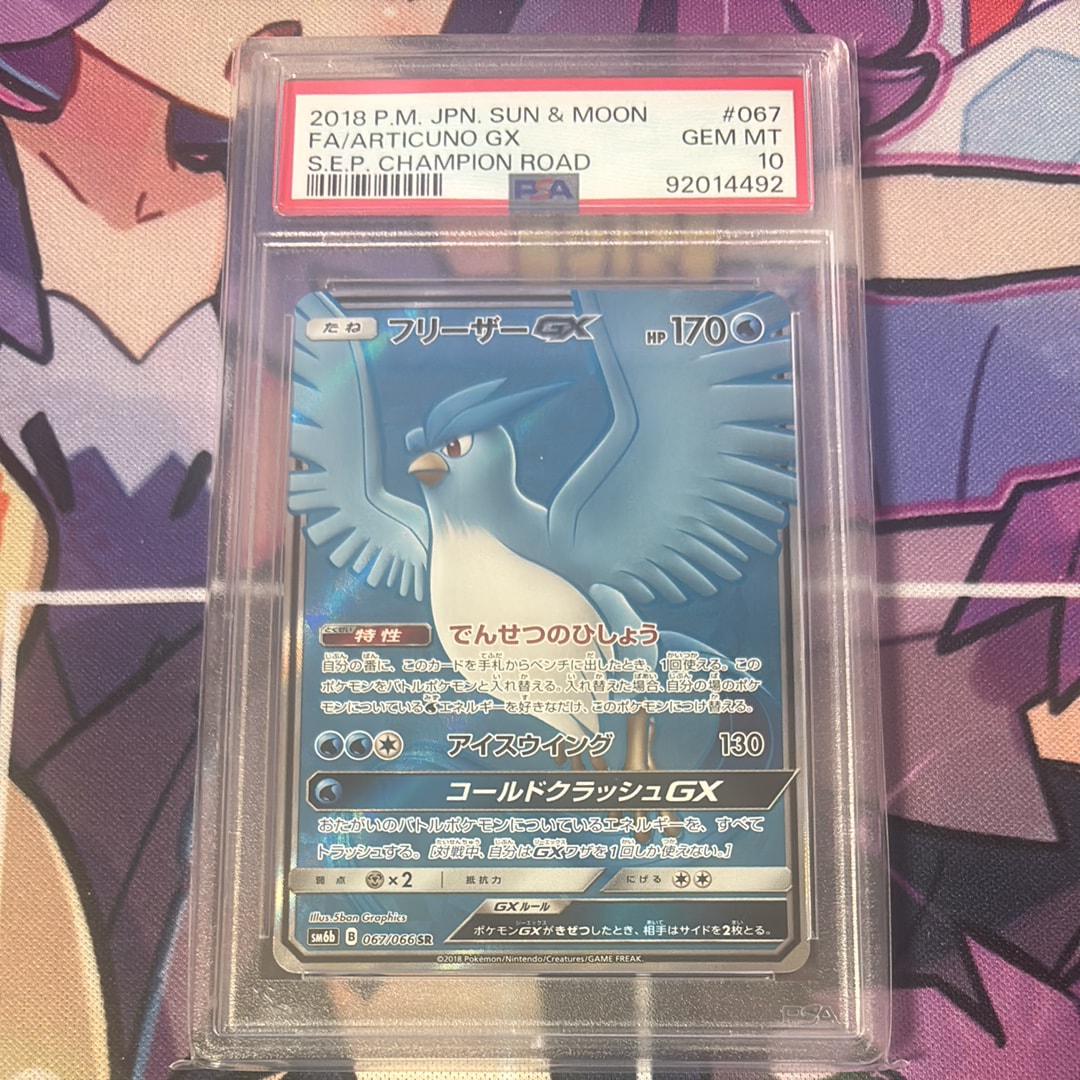 2018 P.M. JPN. SUN & MOON #067
FA/ARTICUNO GX GEM MT
S.E.P. CHAMPION ROAD 10
PSA 92014492
たね フリーザーGX HP 170
特性 でんせつのひしょう
自分の番に、このカードを手札からベンチに出したとき、1回使える。この
ポケモンをバトルポケモンと入れ替える。入れ替えた場合、自分の場のポケ
モンについているエネルギーを好きなだけ、このポケモンにつけ替える。
アイスウイング 130
コールドクラッシュGX
おたがいのバトルポケモンについているエネルギーを、すべて
トラッシュする。[対戦中、自分はGXワザを1回しか使えない。]
弱点 ×2 抵抗力 にげる
Illus.5ban Graphics GXルール
ポケモンGXがきぜつしたとき、相手はサイドを2枚とる。
SM6b B 067/066 SR
©2018 Pokémon/Nintendo/Creatures/GAME FREAK.
PSA